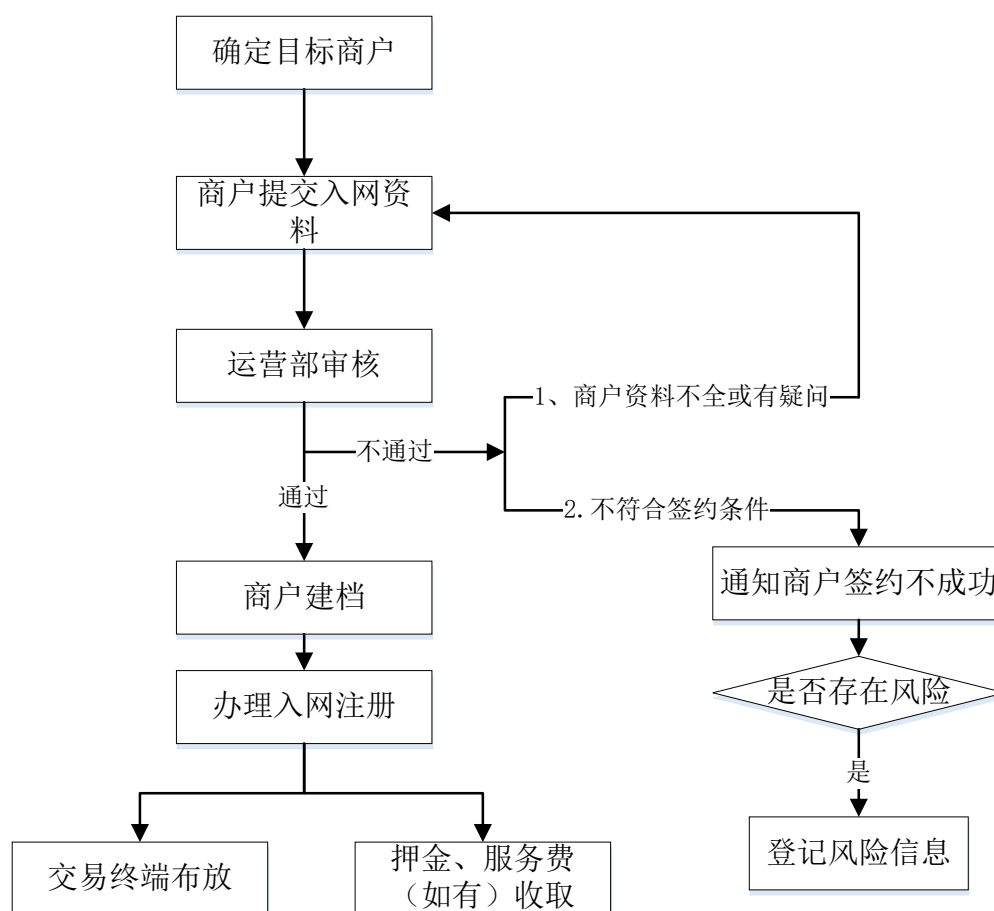 确定目标商户
商户提交入网资
料
运营部审核
1、商户资料不全或有疑问
不通过
通过
2.不符合签约条件
商户建档
通知商户签约不成功
办理入网注册
是否存在风险
是
交易终端布放
押金、服务费
（如有）收取
登记风险信息